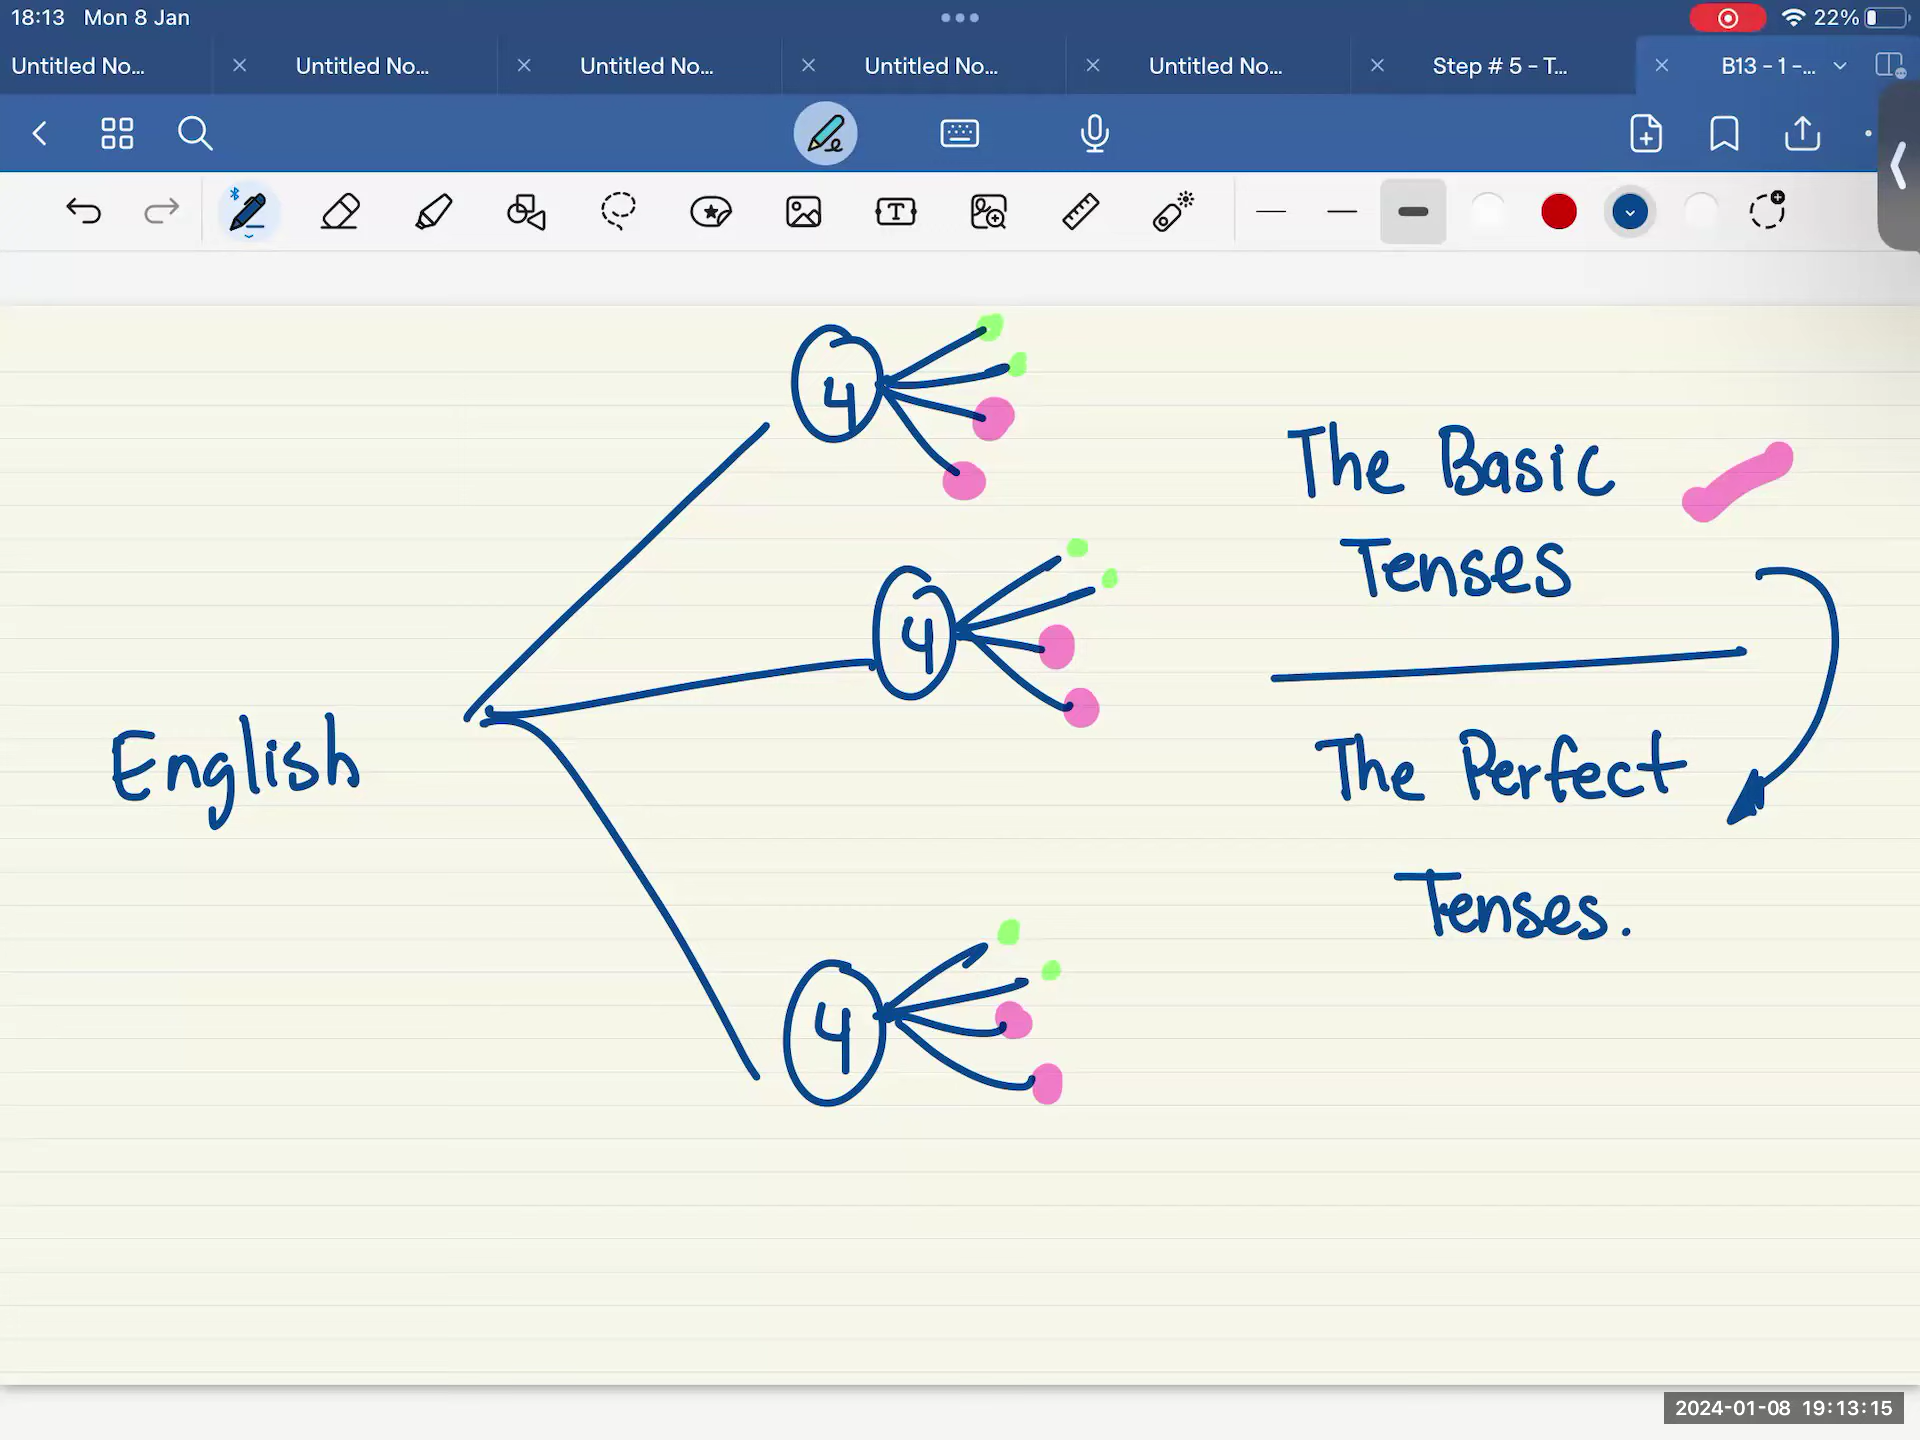 18:13 Mon 8 Jan
22%
Untitled No... Untitled No... Untitled No... Untitled No... Untitled No... Step # 5 - T... B13 - 1 -...
4
The Basic
Tenses
4
English
The Perfect
Tenses.
4
2024-01-08 19:13:15